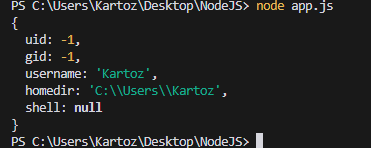 PS C:\Users\Kartoz\Desktop\NodeJS> node app.js
{
  uid: -1,
  gid: -1,
  username: 'Kartoz',
  homedir: 'C:\\Users\\Kartoz',
  shell: null
}
PS C:\Users\Kartoz\Desktop\NodeJS>